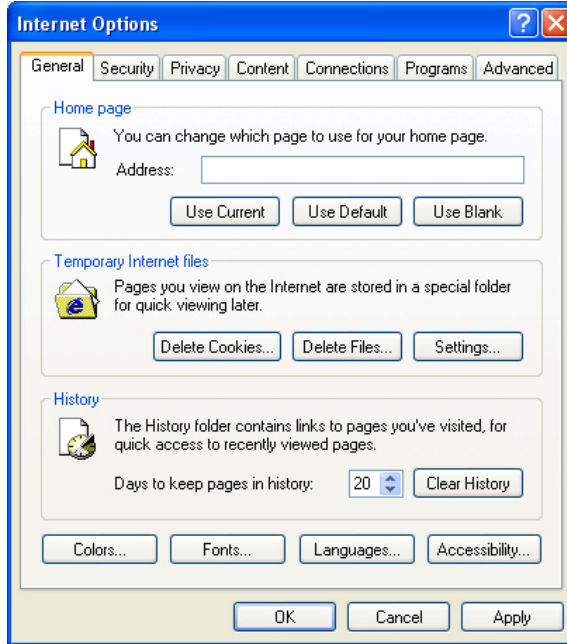 Internet Options
General Security Privacy Content Connections Programs Advanced
Home page
You can change which page to use for your home page.
Address:
Use Current Use Default Use Blank
Temporary Internet files
Pages you view on the Internet are stored in a special folder
for quick viewing later.
Delete Cookies... Delete Files... Settings...
History
The History folder contains links to pages you've visited, for
quick access to recently viewed pages.
Days to keep pages in history: 20 Clear History
Colors... Fonts... Languages... Accessibility...
OK Cancel Apply